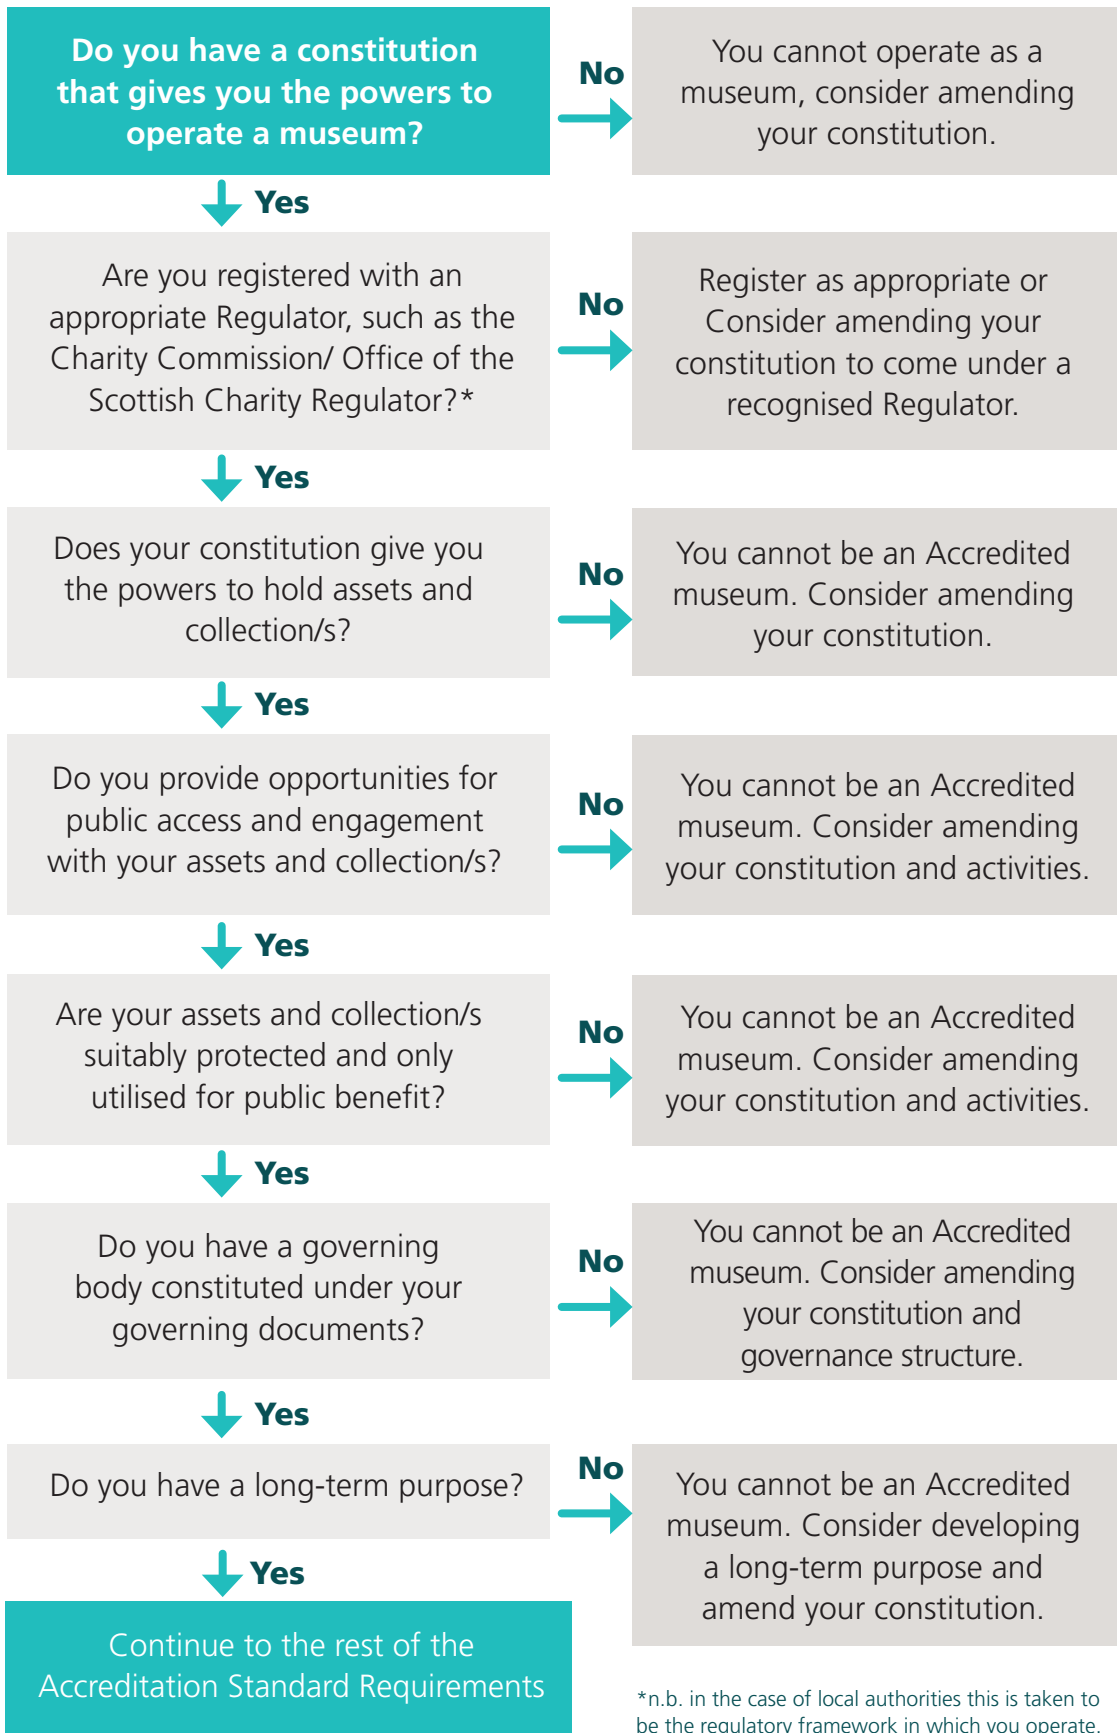 Do you have a constitution
that gives you the powers to
operate a museum?
No
You cannot operate as a
museum, consider amending
your constitution.
Yes
Are you registered with an
appropriate Regulator, such as the
Charity Commission/ Office of the
Scottish Charity Regulator?*
No
Register as appropriate or
Consider amending your
constitution to come under a
recognised Regulator.
Yes
Does your constitution give you
the powers to hold assets and
collection/s?
No
You cannot be an Accredited
museum. Consider amending
your constitution.
Yes
Do you provide opportunities for
public access and engagement
with your assets and collection/s?
No
You cannot be an Accredited
museum. Consider amending
your constitution and activities.
Yes
Are your assets and collection/s
suitably protected and only
utilised for public benefit?
No
You cannot be an Accredited
museum. Consider amending
your constitution and activities.
Yes
Do you have a governing
body constituted under your
governing documents?
No
You cannot be an Accredited
museum. Consider amending
your constitution and
governance structure.
Yes
Do you have a long-term purpose?
No
You cannot be an Accredited
museum. Consider developing
a long-term purpose and
amend your constitution.
Yes
Continue to the rest of the
Accreditation Standard Requirements
*n.b. in the case of local authorities this is taken to
be the regulatory framework in which you operate.